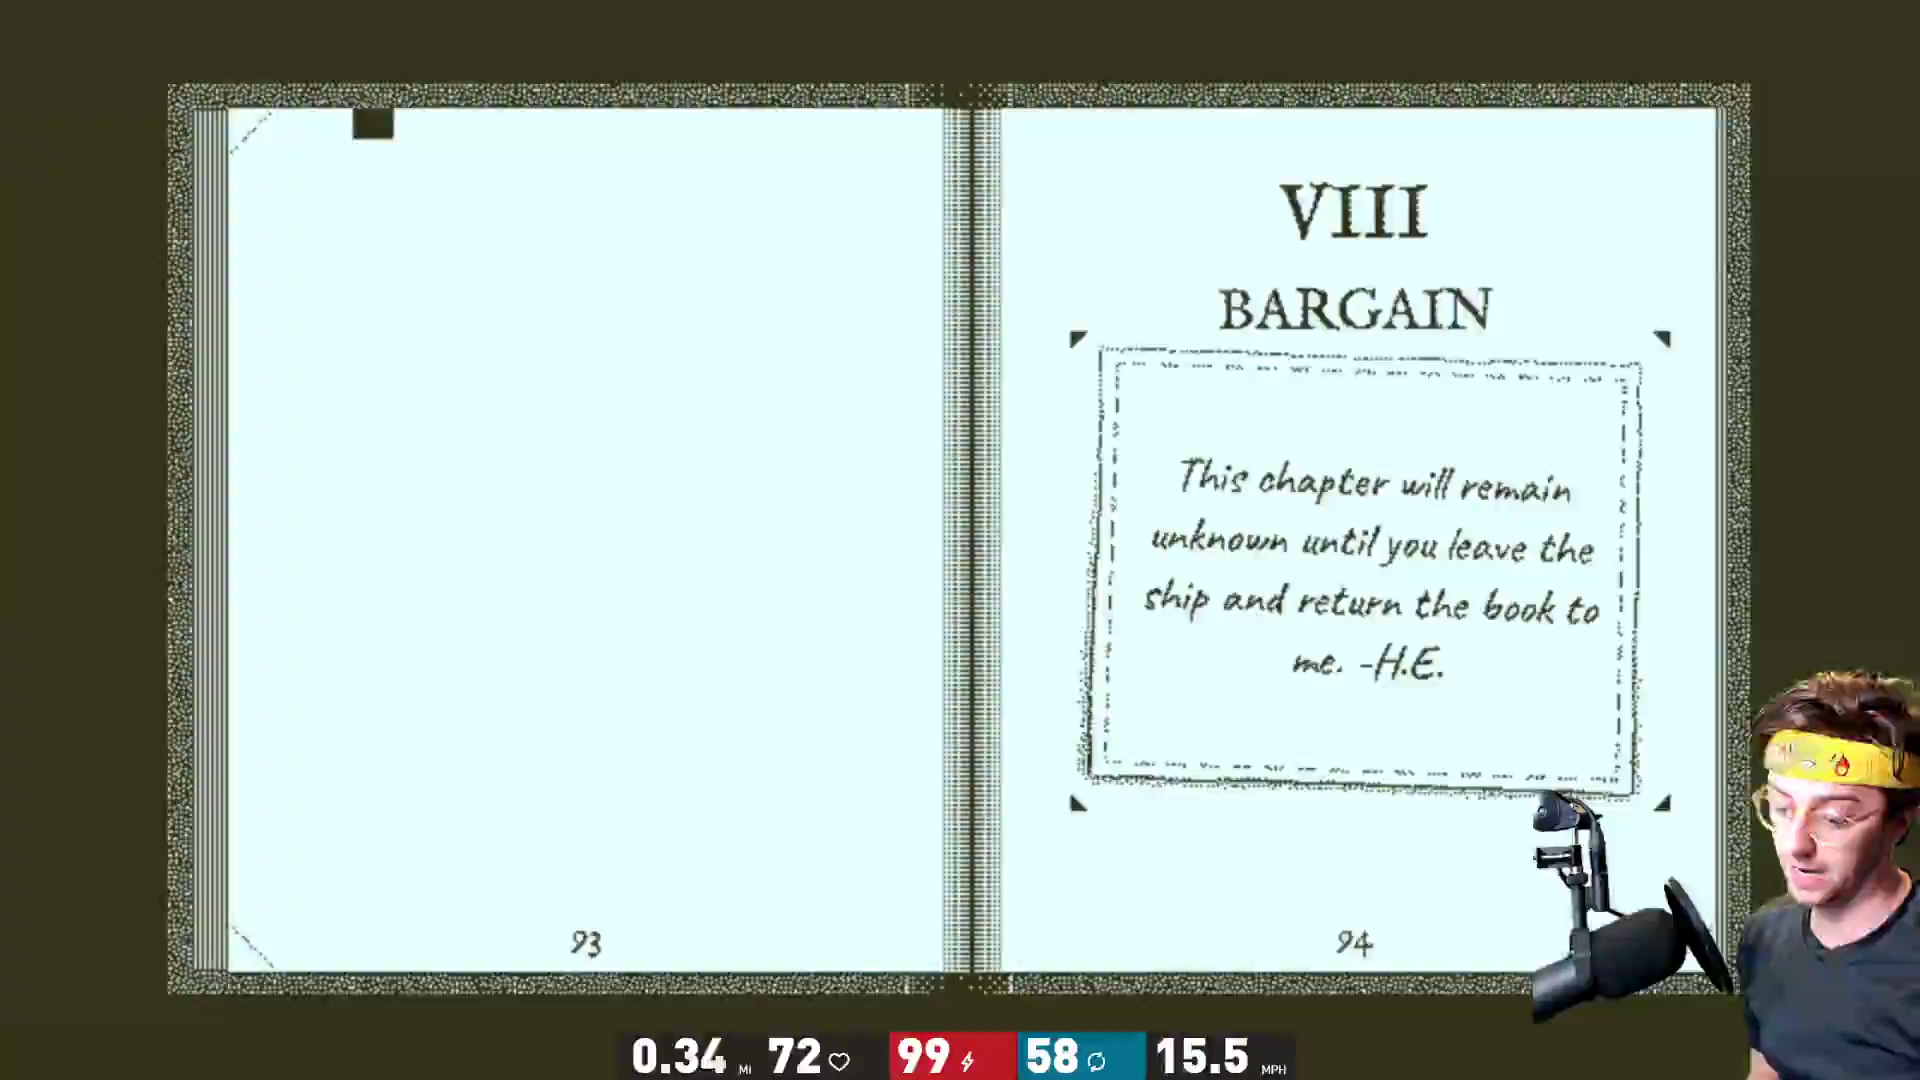 VIII
BARGAIN
This chapter will remain
unknown until you leave the
ship and return the book to
me. -H.E.
93
94
0.34 MI 72 99 58 15.5 MPH